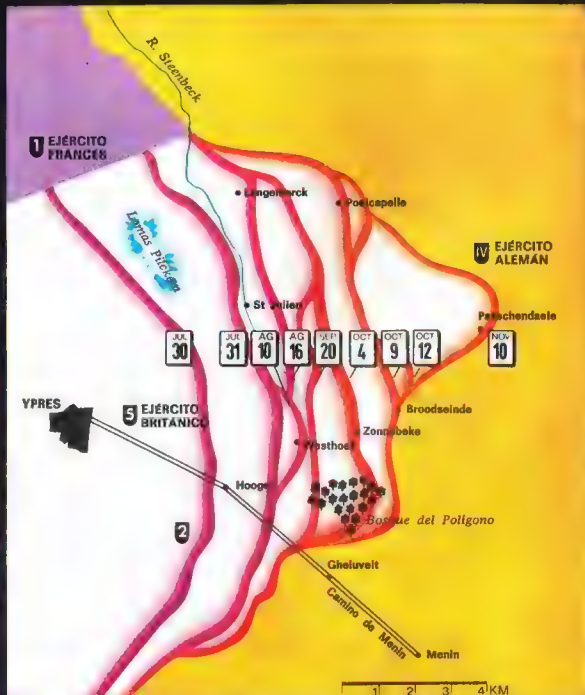 R. Steenbeck
1 EJÉRCITO
FRANCÉS
Langemarck
Poelcapelle
Lomas Pilckem
IV EJÉRCITO
ALEMÁN
St Julien
Passchendaele
JUL
30
JUL
31
AG
10
AG
16
SEP
20
OCT
4
OCT
9
OCT
12
NOV
10
YPRES
5 EJÉRCITO
BRITÁNICO
Broodseinde
Zonnebeke
Westhoek
Hooge
Bosque del Polígono
2
Gheluvelt
Camino de Menin
Menin
1 2 3 4 KM